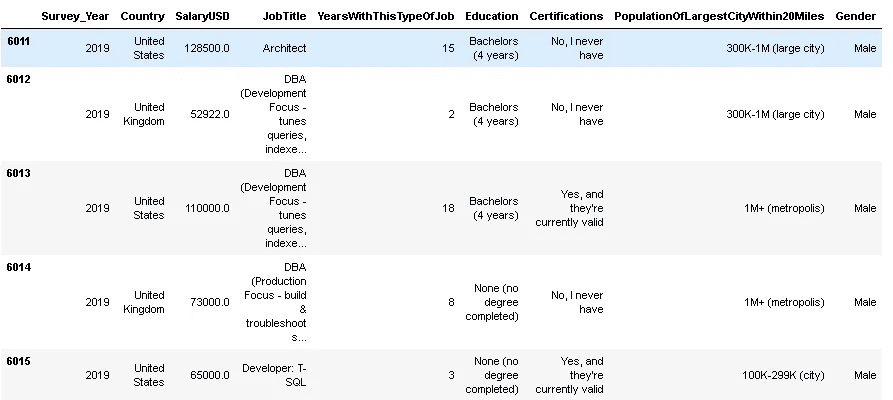 Survey_Year Country SalaryUSD JobTitle YearsWithThisTypeOfJob Education Certifications PopulationOfLargestCityWithin20Miles Gender
6011 2019 United States 128500.0 Architect 15 Bachelors (4 years) No, I never have 300K-1M (large city) Male
6012 2019 United Kingdom 52922.0 DBA (Development Focus - tunes queries, indexe... 2 Bachelors (4 years) No, I never have 300K-1M (large city) Male
6013 2019 United States 110000.0 DBA (Development Focus - tunes queries, indexe... 18 Bachelors (4 years) Yes, and they're currently valid 1M+ (metropolis) Male
6014 2019 United Kingdom 73000.0 DBA (Production Focus - build & troubleshoot s... 8 None (no degree completed) No, I never have 1M+ (metropolis) Male
6015 2019 United States 65000.0 Developer: T-SQL 3 None (no degree completed) Yes, and they're currently valid 100K-299K (city) Male